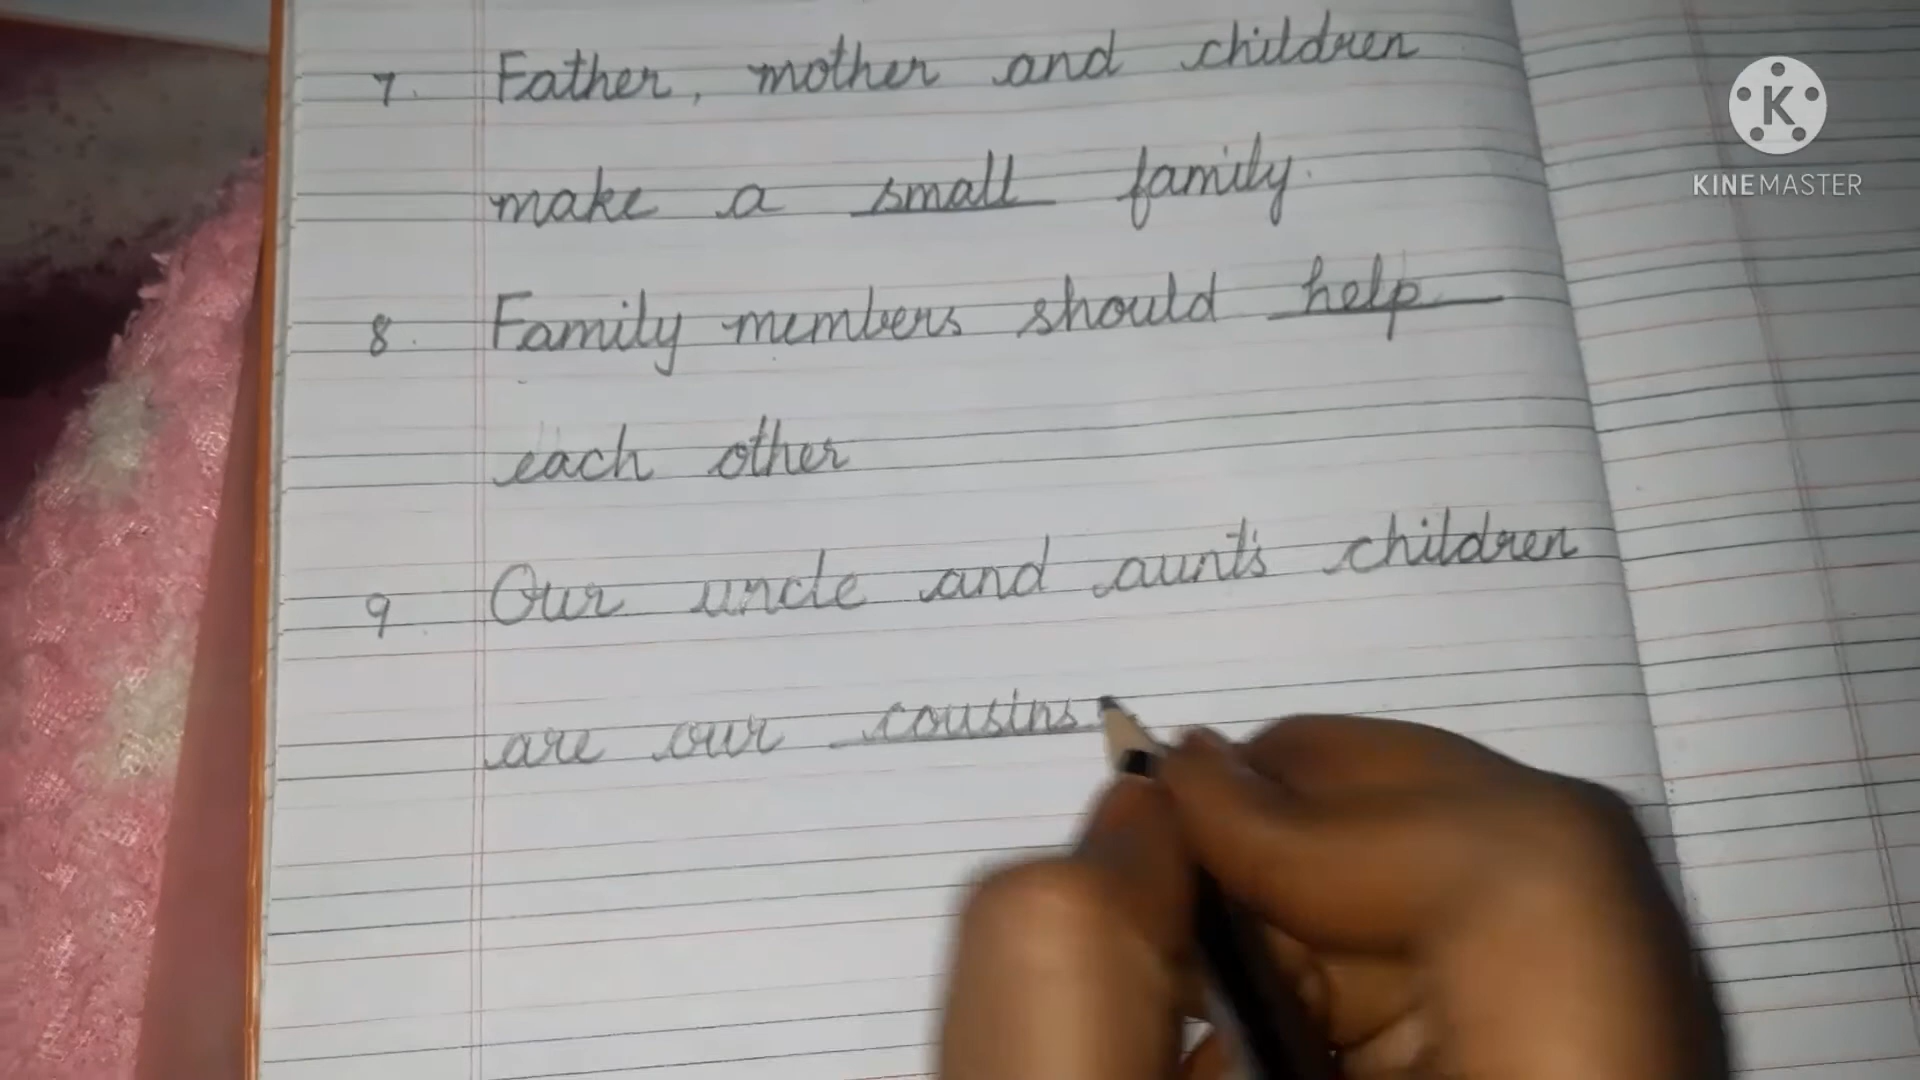 7. Father, mother and children
make a small family.
8. Family members should help
each other
9 Our uncle and aunt's children
are our cousins
K
KINEMASTER